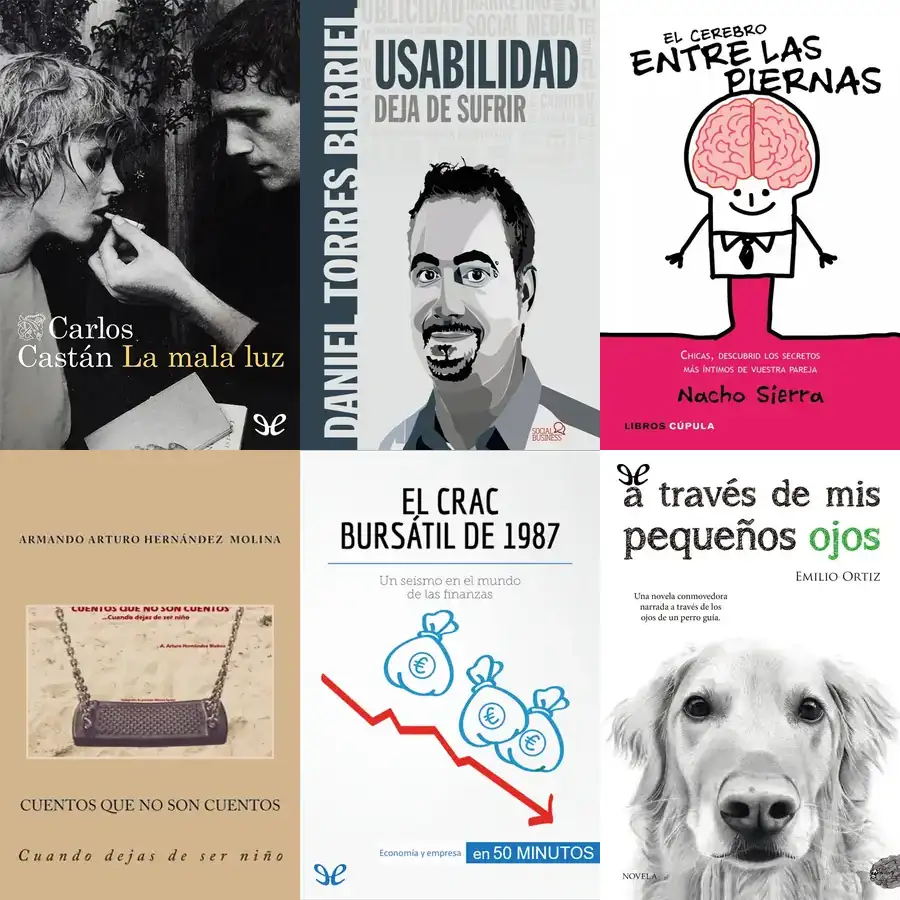 Carlos
Castán La mala luz
DANIEL TORRES BURRIEL
USABILIDAD
DEJA DE SUFRIR
SOCIAL
BUSINESS
EL CEREBRO
ENTRE LAS
PIERNAS
CHICAS, DESCUBRID LOS SECRETOS
MÁS ÍNTIMOS DE VUESTRA PAREJA
Nacho Sierra
LIBROS CÚPULA
ARMANDO ARTURO HERNÁNDEZ MOLINA
CUENTOS QUE NO SON CUENTOS
...Cuando dejas de ser niño
CUENTOS QUE NO SON CUENTOS
Cuando dejas de ser niño
EL CRAC
BURSÁTIL DE 1987
Un seísmo en el mundo
de las finanzas
€
€
€
Economía y empresa en 50 MINUTOS
a través de mis
pequeños ojos
EMILIO ORTIZ
Una novela conmovedora
narrada a través de los
ojos de un perro guía.
NOVELA